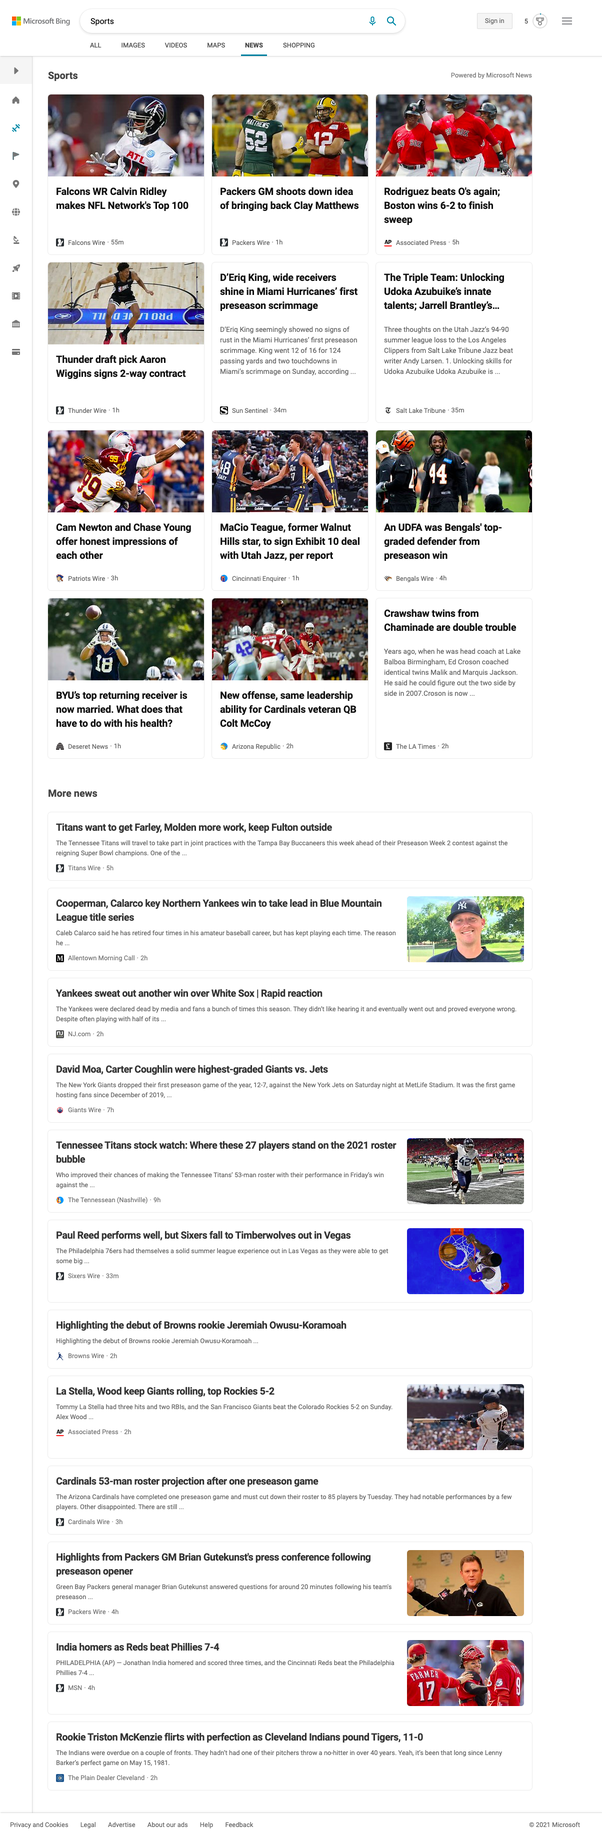 Microsoft Bing
Sports
Sign in
5
ALL IMAGES VIDEOS MAPS NEWS SHOPPING
Sports
Powered by Microsoft News
Falcons WR Calvin Ridley
makes NFL Network's Top 100
Falcons Wire · 55m
MATTHEWS
52
12
Packers GM shoots down idea
of bringing back Clay Matthews
Packers Wire · 1h
Rodriguez beats O's again;
Boston wins 6-2 to finish
sweep
AP Associated Press · 5h
Thunder draft pick Aaron
Wiggins signs 2-way contract
Thunder Wire · 1h
D'Eriq King, wide receivers
shine in Miami Hurricanes' first
preseason scrimmage
D'Eriq King seemingly showed no signs of
rust in the Miami Hurricanes' first preseason
scrimmage. King went 12 of 16 for 124
passing yards and two touchdowns in
Miami's scrimmage on Sunday, according ...
Sun Sentinel · 34m
The Triple Team: Unlocking
Udoka Azubuike's innate
talents; Jarrell Brantley's...
Three thoughts on the Utah Jazz's 94-90
summer league loss to the Los Angeles
Clippers from Salt Lake Tribune Jazz beat
writer Andy Larsen. 1. Unlocking skills for
Udoka Azubuike Udoka Azubuike is ...
Salt Lake Tribune · 35m
99
Cam Newton and Chase Young
offer honest impressions of
each other
Patriots Wire · 3h
MaCio Teague, former Walnut
Hills star, to sign Exhibit 10 deal
with Utah Jazz, per report
Cincinnati Enquirer · 1h
44
An UDFA was Bengals' top-
graded defender from
preseason win
Bengals Wire · 4h
18
BYU's top returning receiver is
now married. What does that
have to do with his health?
Deseret News · 1h
42
New offense, same leadership
ability for Cardinals veteran QB
Colt McCoy
Arizona Republic · 2h
Crawshaw twins from
Chaminade are double trouble
Years ago, when he was head coach at Lake
Balboa Birmingham, Ed Croson coached
identical twins Malik and Marquis Jackson.
He said he could figure out the two side by
side in 2007.Croson is now ...
The LA Times · 2h
More news
Titans want to get Farley, Molden more work, keep Fulton outside
The Tennessee Titans will travel to take part in joint practices with the Tampa Bay Buccaneers this week ahead of their Preseason Week 2 contest against the
reigning Super Bowl champions. One of the ...
Titans Wire · 5h
Cooperman, Calarco key Northern Yankees win to take lead in Blue Mountain
League title series
Caleb Calarco said he has retired four times in his amateur baseball career, but has kept playing each time. The reason
he ...
Allentown Morning Call · 2h
Yankees sweat out another win over White Sox | Rapid reaction
The Yankees were declared dead by media and fans a bunch of times this season. They didn't like hearing it and eventually went out and proved everyone wrong.
Despite often playing with half of its ...
NJ.com · 2h
David Moa, Carter Coughlin were highest-graded Giants vs. Jets
The New York Giants dropped their first preseason game of the year, 12-7, against the New York Jets on Saturday night at MetLife Stadium. It was the first game
hosting fans since December of 2019, ...
Giants Wire · 7h
Tennessee Titans stock watch: Where these 27 players stand on the 2021 roster
bubble
Who improved their chances of making the Tennessee Titans' 53-man roster with their performance in Friday's win
against the ...
The Tennessean (Nashville) · 9h
Paul Reed performs well, but Sixers fall to Timberwolves out in Vegas
The Philadelphia 76ers had themselves a solid summer league experience out in Las Vegas as they were able to get
some big ...
Sixers Wire · 33m
Highlighting the debut of Browns rookie Jeremiah Owusu-Koramoah
Highlighting the debut of Browns rookie Jeremiah Owusu-Koramoah ...
Browns Wire · 2h
La Stella, Wood keep Giants rolling, top Rockies 5-2
Tommy La Stella had three hits and two RBIs, and the San Francisco Giants beat the Colorado Rockies 5-2 on Sunday.
Alex Wood ...
AP Associated Press · 2h
Cardinals 53-man roster projection after one preseason game
The Arizona Cardinals have completed one preseason game and must cut down their roster to 85 players by Tuesday. They had notable performances by a few
players. Other disappointed. There are still ...
Cardinals Wire · 3h
Highlights from Packers GM Brian Gutekunst's press conference following
preseason opener
Green Bay Packers general manager Brian Gutekunst answered questions for around 20 minutes following his team's
preseason ...
Packers Wire · 4h
India homers as Reds beat Phillies 7-4
PHILADELPHIA (AP) — Jonathan India homered and scored three times, and the Cincinnati Reds beat the Philadelphia
Phillies 7-4 ...
MSN · 4h
FARMER
17
Rookie Triston McKenzie flirts with perfection as Cleveland Indians pound Tigers, 11-0
The Indians were overdue on a couple of fronts. They hadn't had one of their pitchers throw a no-hitter in over 40 years. Yeah, it's been that long since Lenny
Barker's perfect game on May 15, 1981.
The Plain Dealer Cleveland · 2h
Privacy and Cookies Legal Advertise About our ads Help Feedback
© 2021 Microsoft